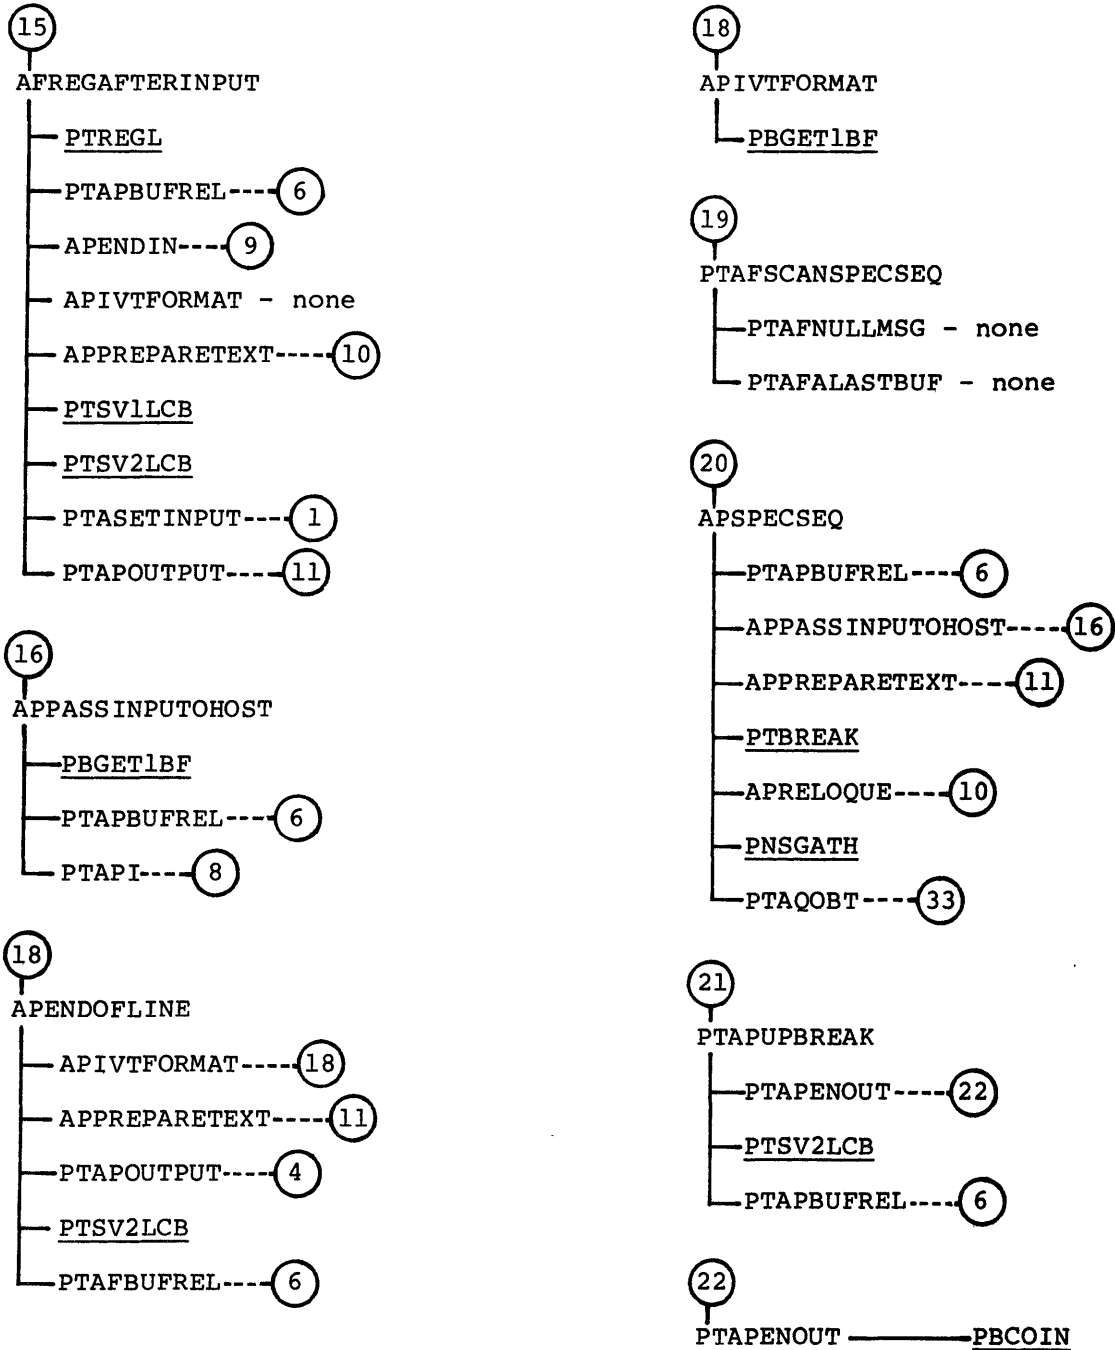 15
AFREGAFTERINPUT
PTREGL
PTAPBUFREL----6
APENDIN----9
APIVTFORMAT - none
APPREPARETEXT-----10
PTSV1LCB
PTSV2LCB
PTASETINPUT----1
PTAPOUTPUT----11
16
APPASSINPUTOHOST
PBGET1BF
PTAPBUFREL----6
PTAPI----8
18
APENDOFLINE
APIVTFORMAT-----18
APPREPARETEXT-----11
PTAPOUTPUT----4
PTSV2LCB
PTAFBUFREL----6
18
APIVTFORMAT
PBGET1BF
19
PTAFSCANSPECSEQ
PTAFNULLMSG - none
PTAFALASTBUF - none
20
APSPECSEQ
PTAPBUFREL----6
APPASSINPUTOHOST-----16
APPREPARETEXT-----11
PTBREAK
APRELOQUE----10
PNSGATH
PTAQOBT----33
21
PTAPUPBREAK
PTAPENOUT-----22
PTSV2LCB
PTAPBUFREL----6
22
PTAPENOUT PBCOIN